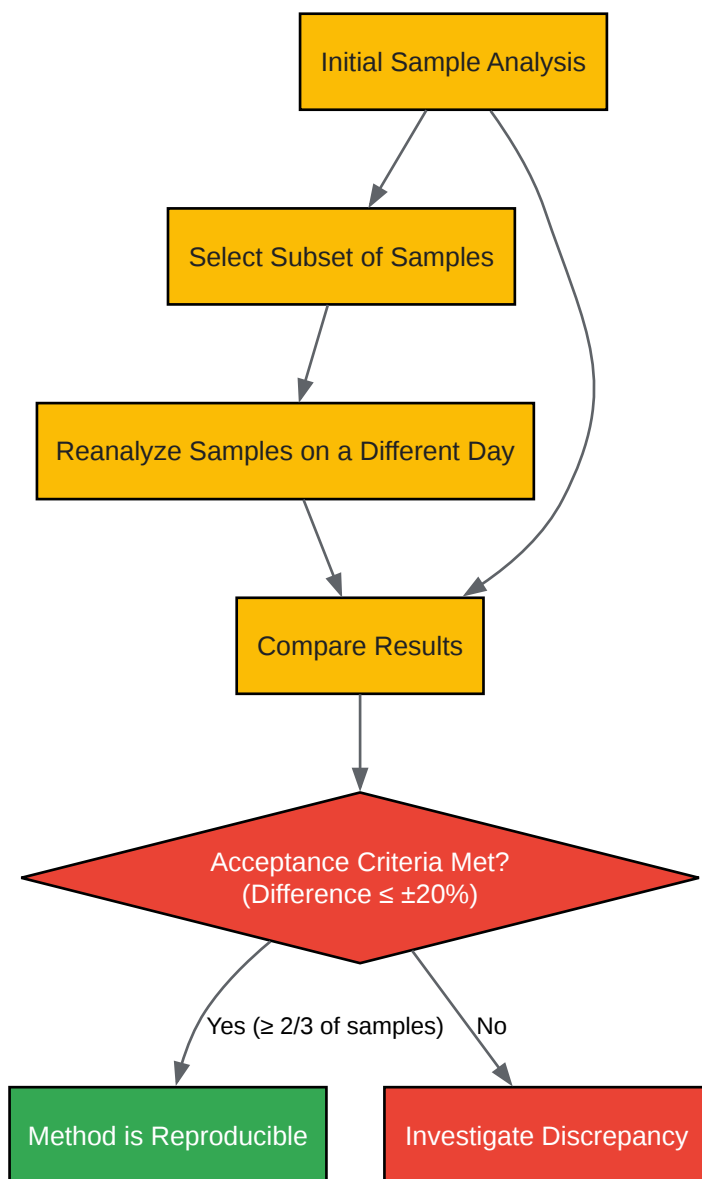 Initial Sample Analysis
Select Subset of Samples
Reanalyze Samples on a Different Day
Compare Results
Acceptance Criteria Met?
(Difference ≤ ±20%)
Yes (≥ 2/3 of samples)
No
Method is Reproducible
Investigate Discrepancy